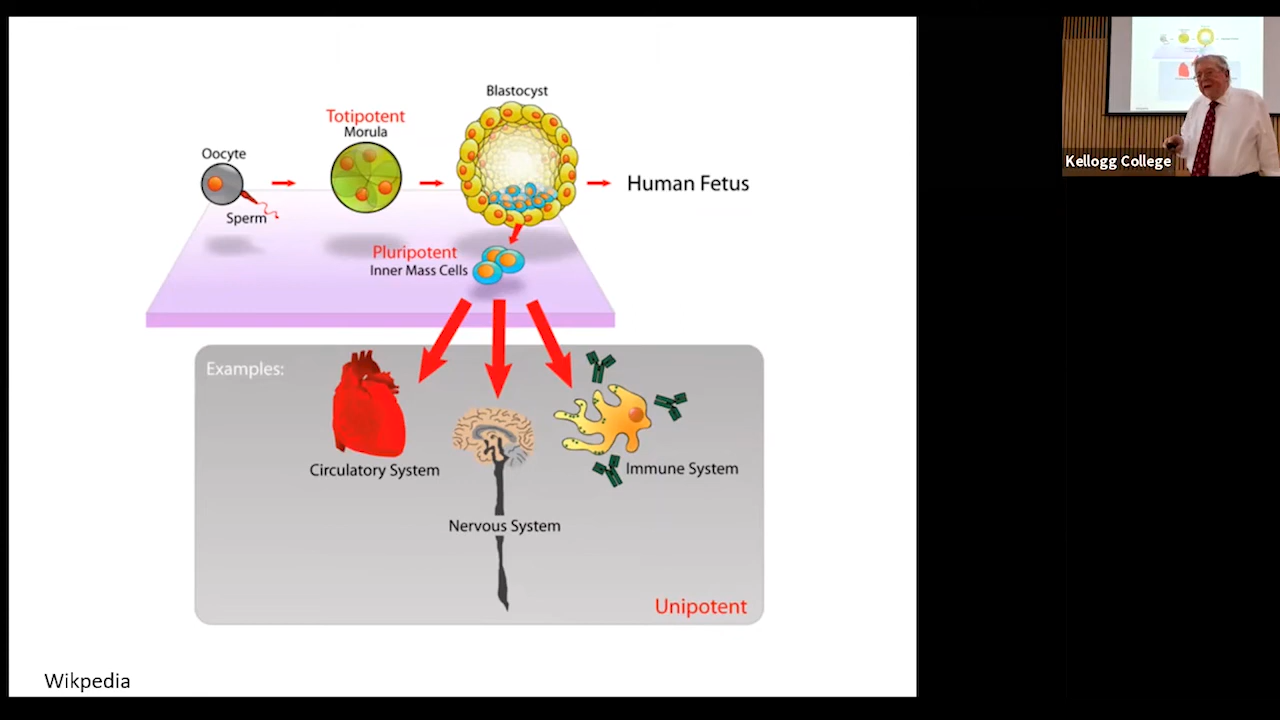 Blastocyst
Totipotent
Morula
Oocyte
Human Fetus
Sperm
Pluripotent
Inner Mass Cells
Examples:
Circulatory System
Immune System
Nervous System
Unipotent
Wikpedia
Kellogg College